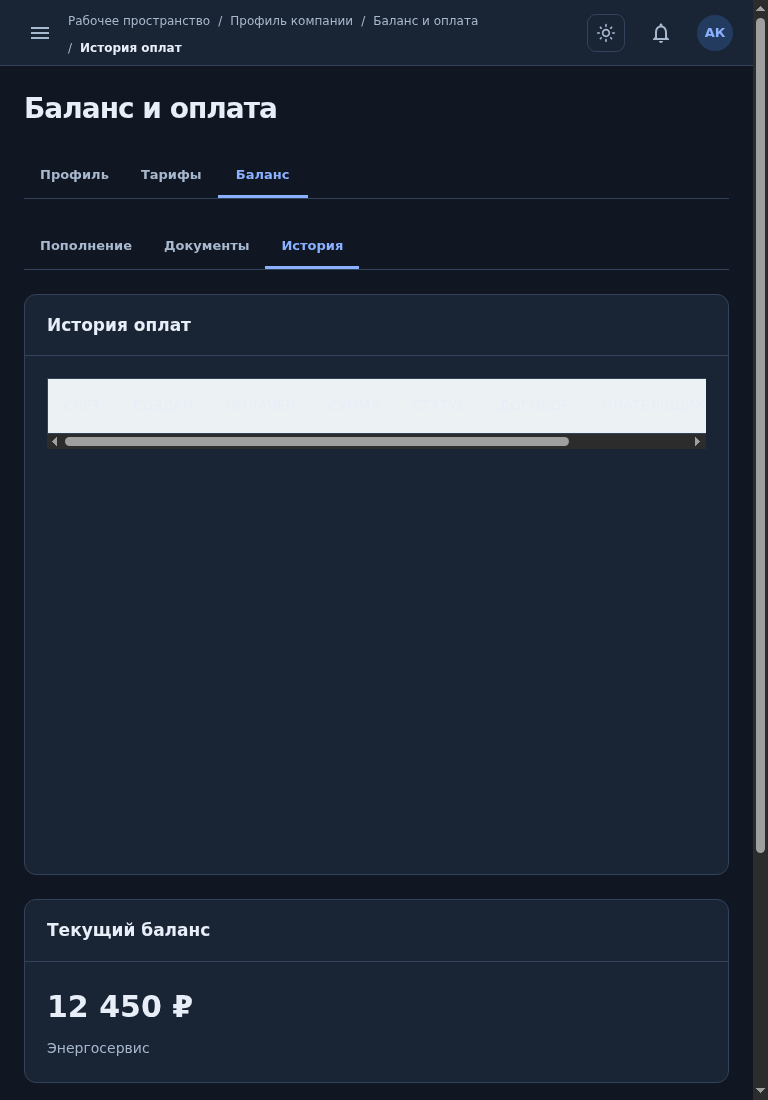 Рабочее пространство / Профиль компании / Баланс и оплата
/ История оплат
АК
Баланс и оплата
Профиль Тарифы Баланс
Пополнение Документы История
История оплат
Текущий баланс
12 450 ₽
Энергосервис